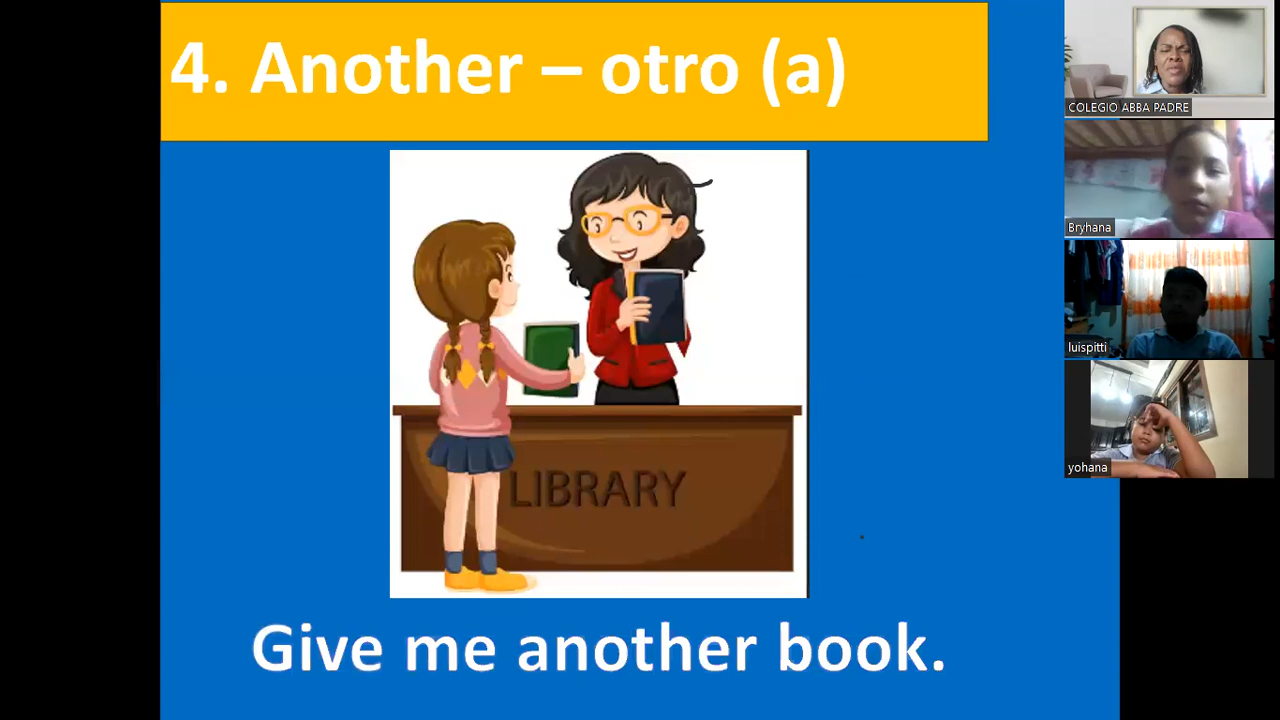 4. Another – otro (a)
LIBRARY
Give me another book.
COLEGIO ABBA PADRE
Bryhana
luispitti
yohana